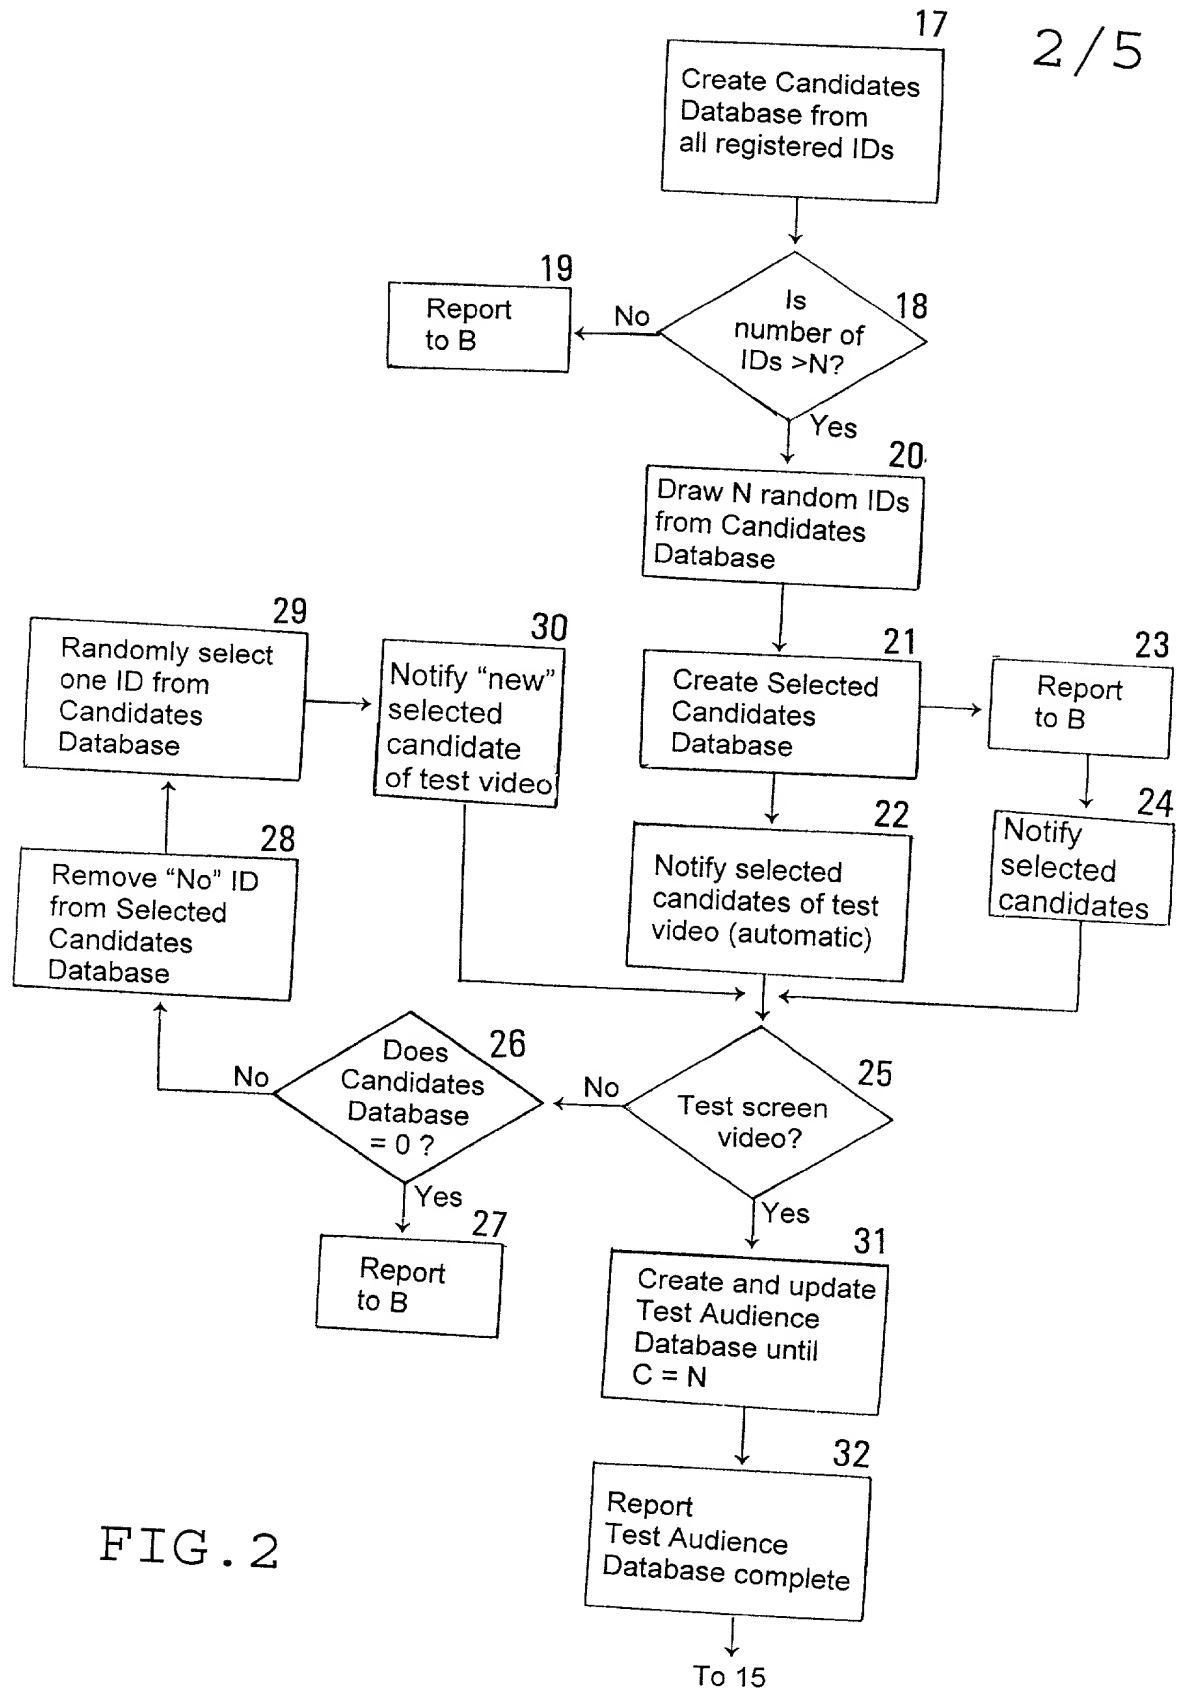 17
2/5
Create Candidates
Database from
all registered IDs
19
Report
to B
No
18
Is
number of
IDs >N?
Yes
20
Draw N random IDs
from Candidates
Database
29
Randomly select
one ID from
Candidates
Database
30
Notify “new”
selected
candidate
of test video
21
Create Selected
Candidates
Database
23
Report
to B
22
Notify selected
candidates of test
video (automatic)
24
Notify
selected
candidates
28
Remove “No” ID
from Selected
Candidates
Database
No
26
Does
Candidates
Database
= 0 ?
No
25
Test screen
video?
Yes
27
Report
to B
Yes
31
Create and update
Test Audience
Database until
C = N
32
Report
Test Audience
Database complete
To 15
FIG.2